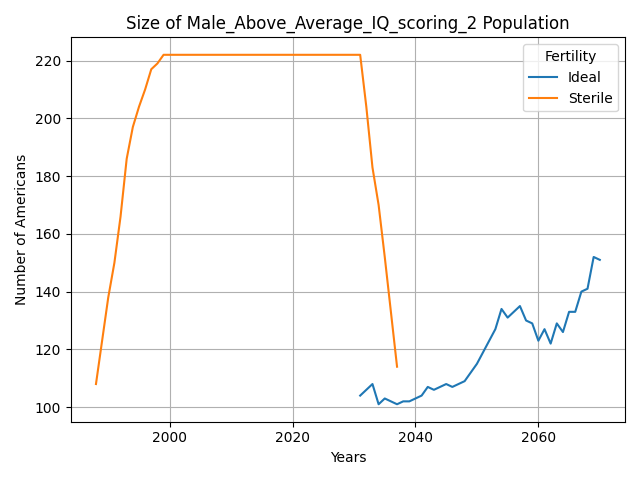 Size of Male_Above_Average_IQ_scoring_2 Population
Number of Americans
220
200
180
160
140
120
100
Fertility
Ideal
Sterile
2000
2020
2040
2060
Years